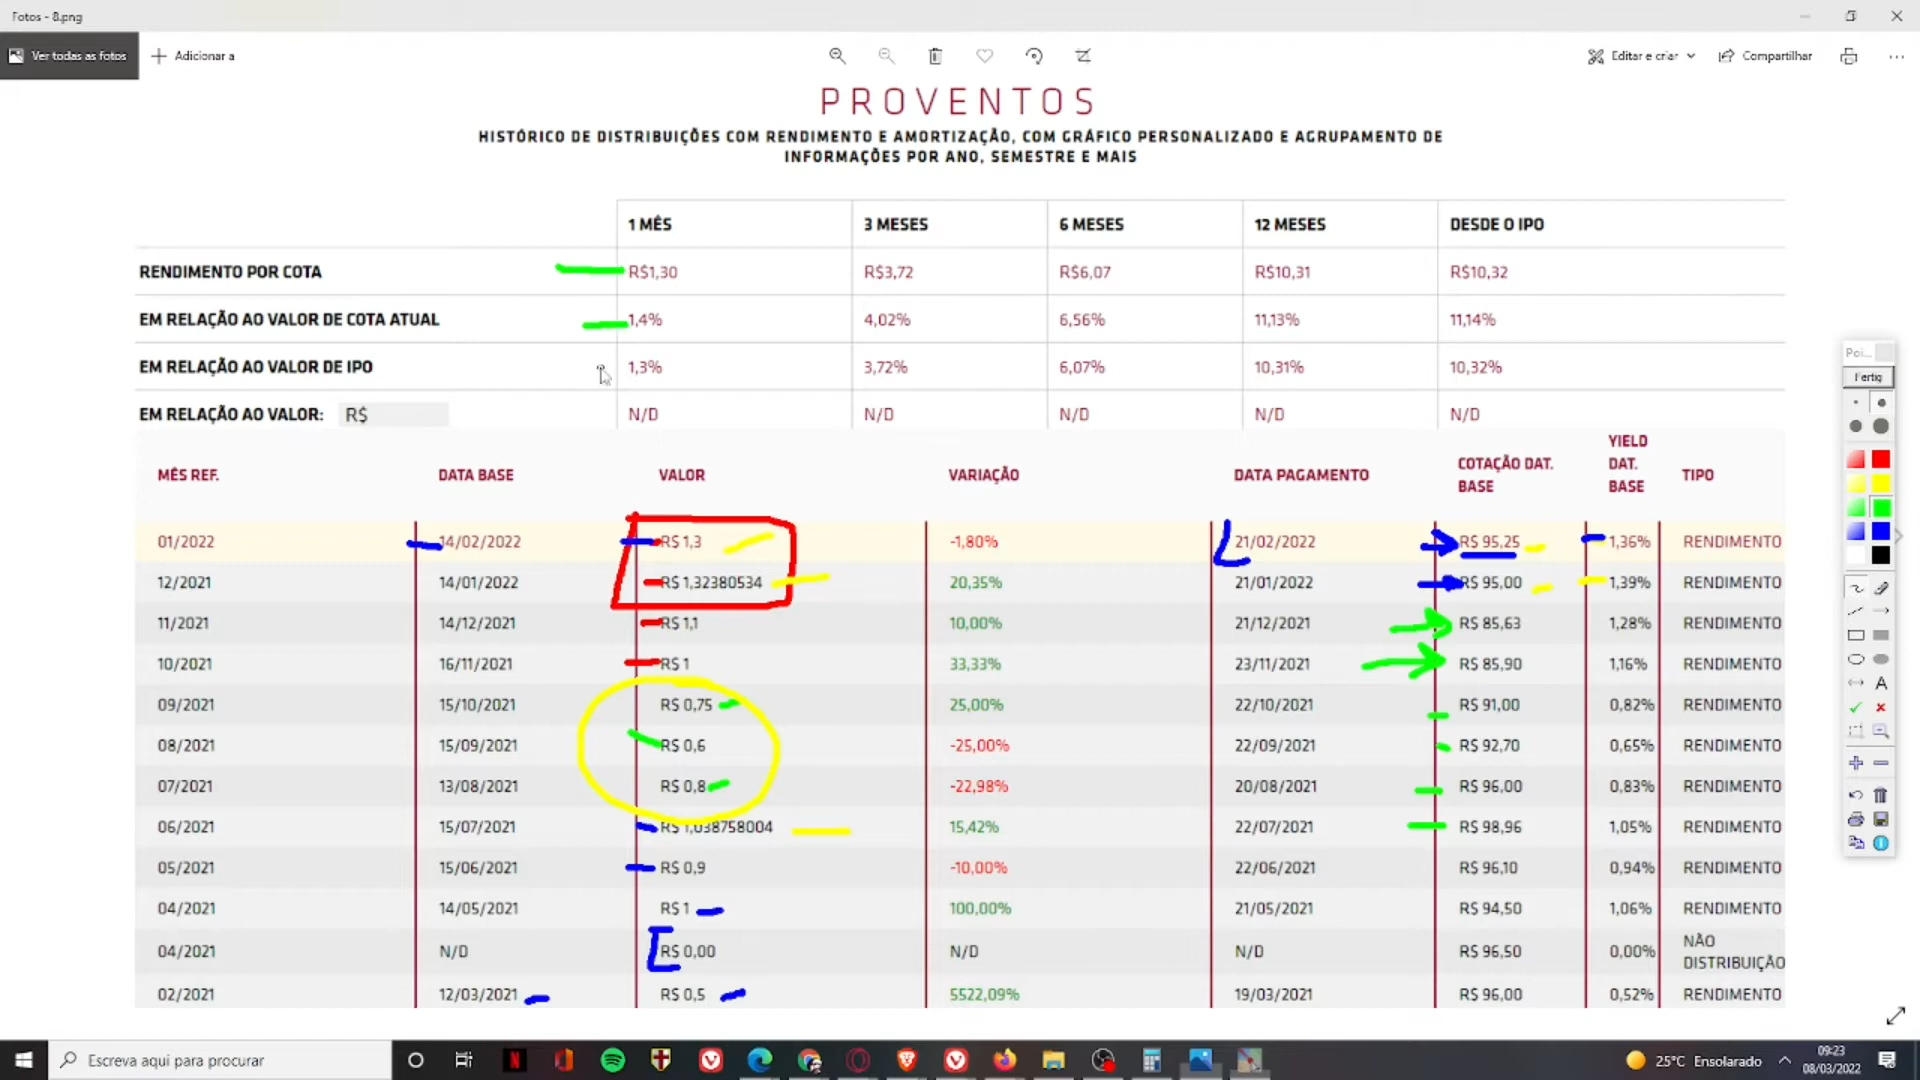 Fotos - 8.png
Ver todas as fotos
Adicionar a
Editar e criar
Compartilhar
PROVENTOS
HISTÓRICO DE DISTRIBUIÇÕES COM RENDIMENTO E AMORTIZAÇÃO, COM GRÁFICO PERSONALIZADO E AGRUPAMENTO DE
INFORMAÇÕES POR ANO, SEMESTRE E MAIS
1 MÊS 3 MESES 6 MESES 12 MESES DESDE O IPO
RENDIMENTO POR COTA R$1,30 R$3,72 R$6,07 R$10,31 R$10,32
EM RELAÇÃO AO VALOR DE COTA ATUAL 1,4% 4,02% 6,56% 11,13% 11,14%
EM RELAÇÃO AO VALOR DE IPO 1,3% 3,72% 6,07% 10,31% 10,32%
EM RELAÇÃO AO VALOR: R$ N/D N/D N/D N/D N/D
MÊS REF. DATA BASE VALOR VARIAÇÃO DATA PAGAMENTO COTAÇÃO DAT. BASE YIELD DAT. BASE TIPO
01/2022 14/02/2022 R$ 1,3 -1,80% 21/02/2022 R$ 95,25 1,36% RENDIMENTO
12/2021 14/01/2022 R$ 1,32380534 20,35% 21/01/2022 R$ 95,00 1,39% RENDIMENTO
11/2021 14/12/2021 R$ 1,1 10,00% 21/12/2021 R$ 85,63 1,28% RENDIMENTO
10/2021 16/11/2021 R$ 1 33,33% 23/11/2021 R$ 85,90 1,16% RENDIMENTO
09/2021 15/10/2021 R$ 0,75 25,00% 22/10/2021 R$ 91,00 0,82% RENDIMENTO
08/2021 15/09/2021 R$ 0,6 -25,00% 22/09/2021 R$ 92,70 0,65% RENDIMENTO
07/2021 13/08/2021 R$ 0,8 -22,98% 20/08/2021 R$ 96,00 0,83% RENDIMENTO
06/2021 15/07/2021 R$ 1,038758004 15,42% 22/07/2021 R$ 98,96 1,05% RENDIMENTO
05/2021 15/06/2021 R$ 0,9 -10,00% 22/06/2021 R$ 96,10 0,94% RENDIMENTO
04/2021 14/05/2021 R$ 1 100,00% 21/05/2021 R$ 94,50 1,06% RENDIMENTO
04/2021 N/D R$ 0,00 N/D N/D R$ 96,50 0,00% NÃO DISTRIBUIÇÃO
02/2021 12/03/2021 R$ 0,5 5522,09% 19/03/2021 R$ 96,00 0,52% RENDIMENTO
Poi...
Fertig
A
Escreva aqui para procurar
25°C Ensolarado
09:23
08/03/2022